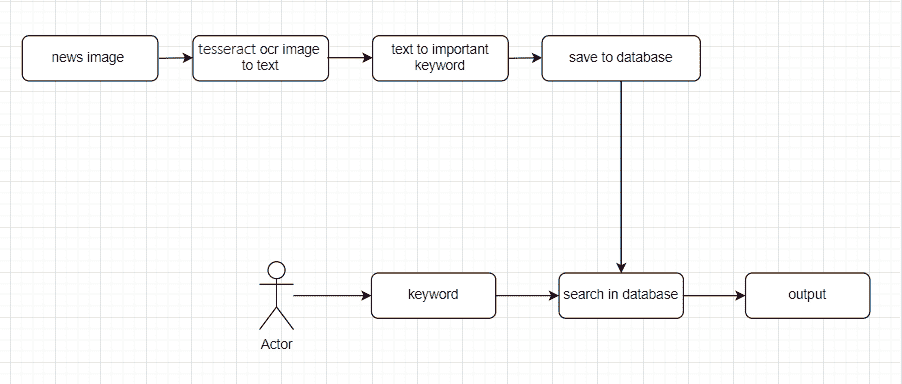 news image
tesseract ocr image
to text
text to important
keyword
save to database
keyword
search in database
output
Actor